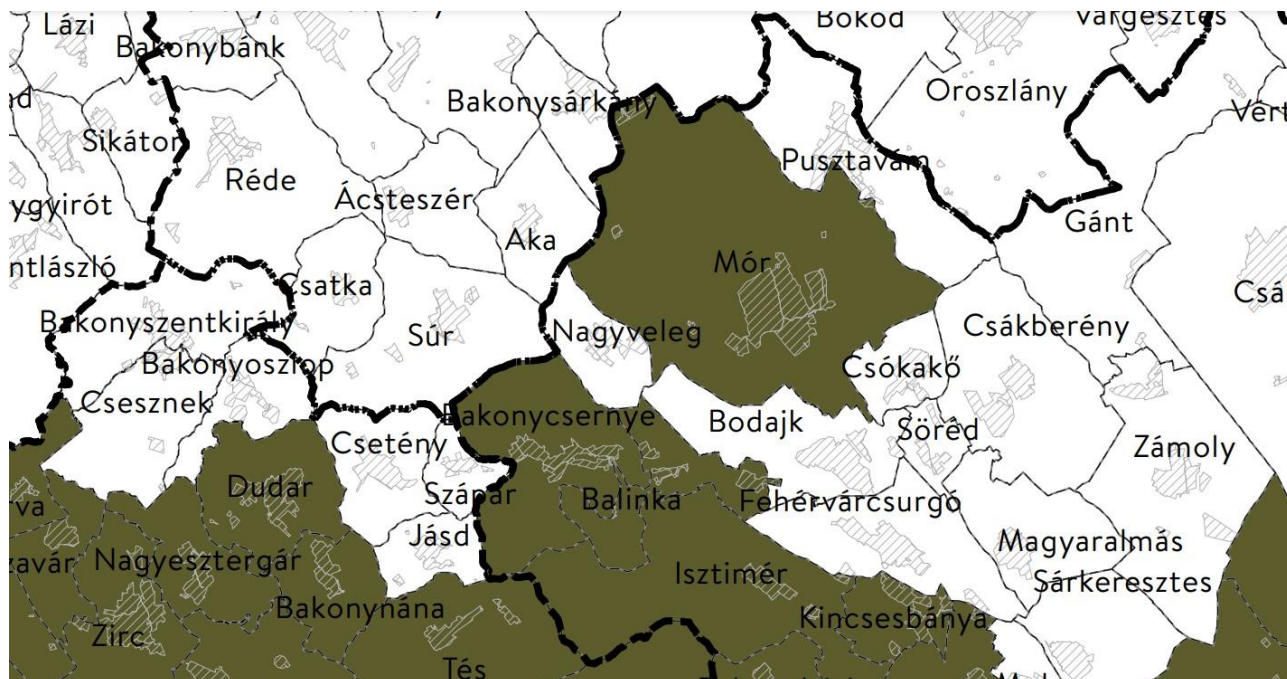 Lázi
Bakonybánk
Bokod
Várgesztes
Oroszlány
Bakonysárkány
Sikátor
Pusztavám
Réde
Ácsteszér
Gánt
Aka
Mór
Csatka
Bakonyszentkirály
Súr
Nagyveleg
Csákberény
Bakonyoszlop
Csókakő
Csesznek
Bakonycsernye
Bodajk
Söréd
Csetény
Zámoly
Dudar
Szápár
Balinka
Fehérvárcsurgó
Jásd
Magyaralmás
Nagyesztergár
Isztimér
Sárkeresztes
Bakonynána
Kincsesbánya
Zirc
Tés